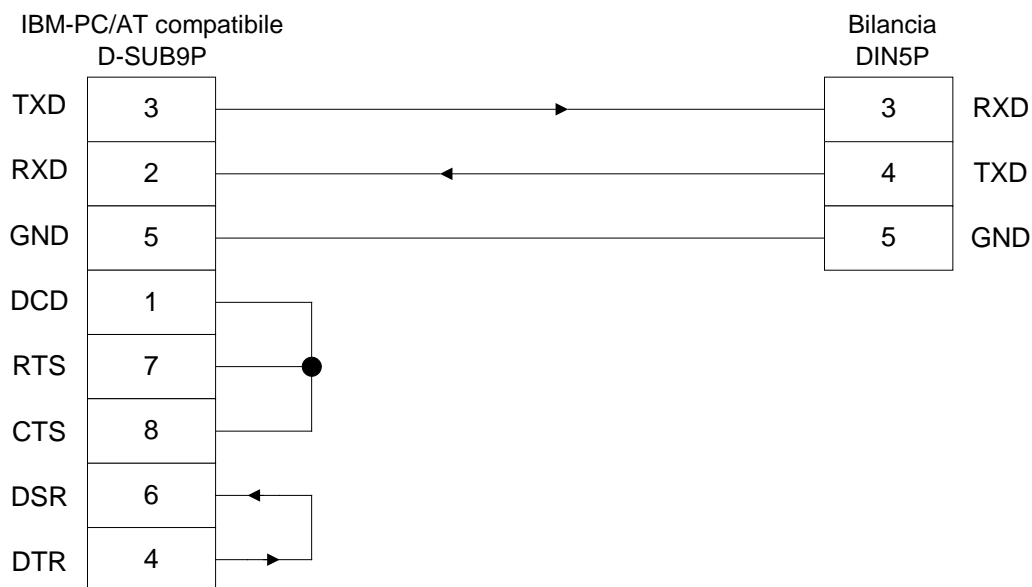 IBM-PC/AT compatibile
D-SUB9P
Bilancia
DIN5P
TXD 3 3 RXD
RXD 2 4 TXD
GND 5 5 GND
DCD 1
RTS 7
CTS 8
DSR 6
DTR 4